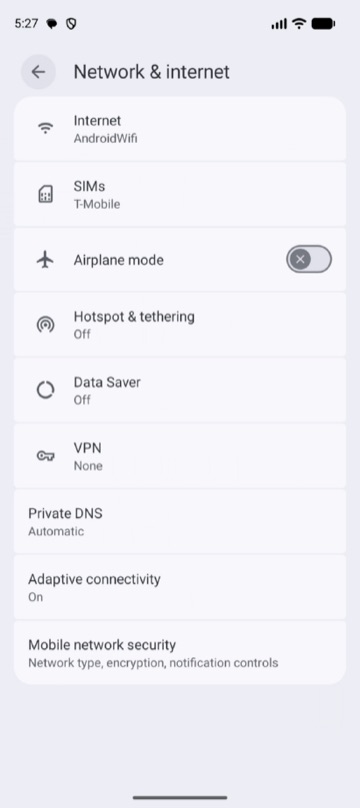 5:27
Network & internet
Internet
AndroidWifi
SIMs
T-Mobile
Airplane mode
Hotspot & tethering
Off
Data Saver
Off
VPN
None
Private DNS
Automatic
Adaptive connectivity
On
Mobile network security
Network type, encryption, notification controls